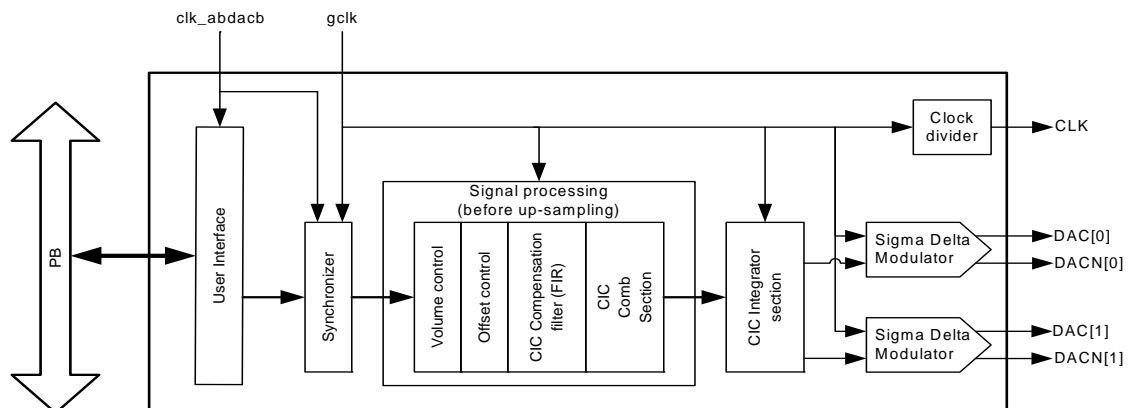 clk_abdacb
gclk
Clock
divider
CLK
PB
User Interface
Synchronizer
Signal processing
(before up-sampling)
Volume control
Offset control
CIC Compensation
filter (FIR)
CIC
Comb
Section
CIC Integrator
section
Sigma Delta
Modulator
DAC[0]
DACN[0]
Sigma Delta
Modulator
DAC[1]
DACN[1]